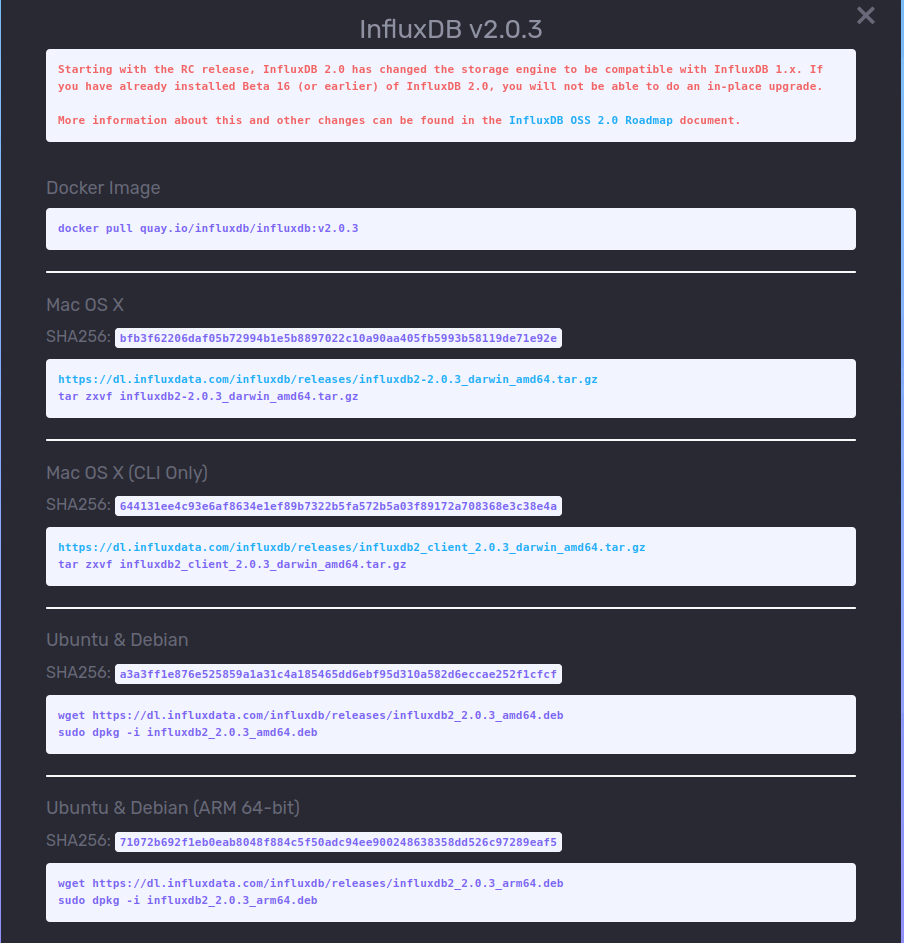 InfluxDB v2.0.3
Starting with the RC release, InfluxDB 2.0 has changed the storage engine to be compatible with InfluxDB 1.x. If
you have already installed Beta 16 (or earlier) of InfluxDB 2.0, you will not be able to do an in-place upgrade.
More information about this and other changes can be found in the InfluxDB OSS 2.0 Roadmap document.
Docker Image
docker pull quay.io/influxdb/influxdb:v2.0.3
Mac OS X
SHA256: bfb3f62206daf05b72994b1e5b8897022c10a90aa405fb5993b58119de71e92e
https://dl.influxdata.com/influxdb/releases/influxdb2-2.0.3_darwin_amd64.tar.gz
tar zxvf influxdb2-2.0.3_darwin_amd64.tar.gz
Mac OS X (CLI Only)
SHA256: 644131ee4c93e6af8634e1ef89b7322b5fa572b5a03f89172a708368e3c38e4a
https://dl.influxdata.com/influxdb/releases/influxdb2_client_2.0.3_darwin_amd64.tar.gz
tar zxvf influxdb2_client_2.0.3_darwin_amd64.tar.gz
Ubuntu & Debian
SHA256: a3a3ff1e876e525859a1a31c4a185465dd6ebf95d310a582d6eccae252f1cfcf
wget https://dl.influxdata.com/influxdb/releases/influxdb2_2.0.3_amd64.deb
sudo dpkg -i influxdb2_2.0.3_amd64.deb
Ubuntu & Debian (ARM 64-bit)
SHA256: 71072b692f1eb0eab8048f884c5f50adc94ee900248638358dd526c97289eaf5
wget https://dl.influxdata.com/influxdb/releases/influxdb2_2.0.3_arm64.deb
sudo dpkg -i influxdb2_2.0.3_arm64.deb